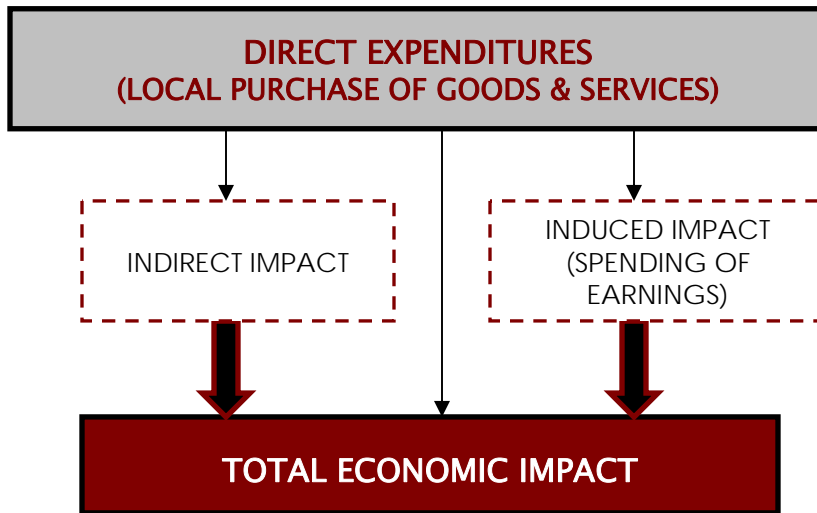 DIRECT EXPENDITURES
(LOCAL PURCHASE OF GOODS & SERVICES)
INDIRECT IMPACT
INDUCED IMPACT
(SPENDING OF
EARNINGS)
TOTAL ECONOMIC IMPACT